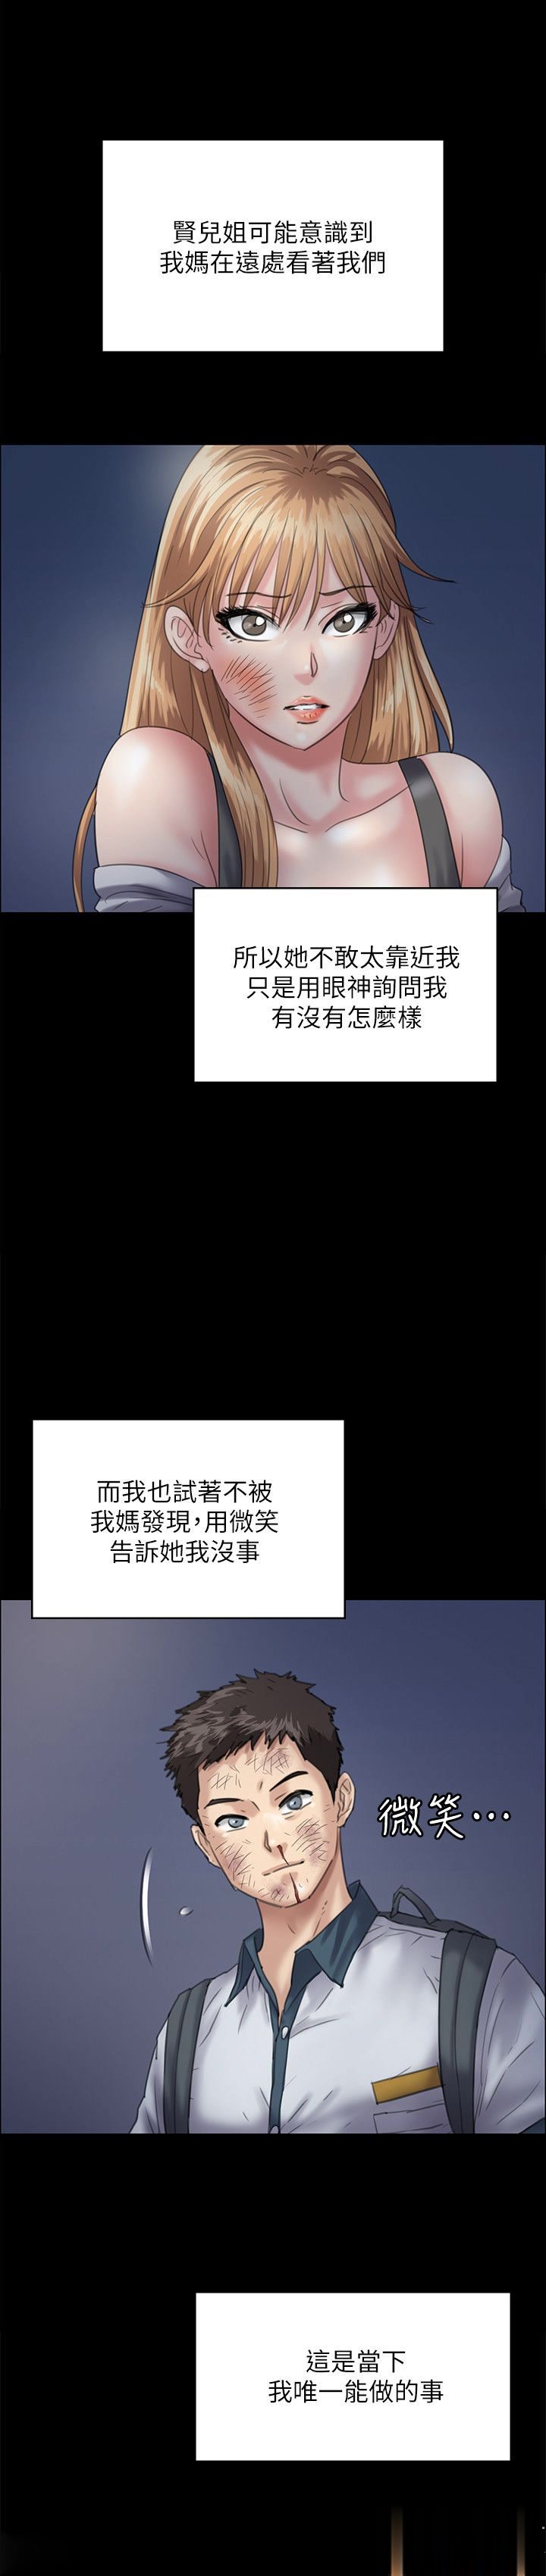 賢兒姐可能意識到
我媽在遠處看著我們
所以她不敢太靠近我
只是用眼神詢問我
有沒有怎麼樣
而我也試著不被
我媽發現，用微笑
告訴她我沒事
微笑…
這是當下
我唯一能做的事